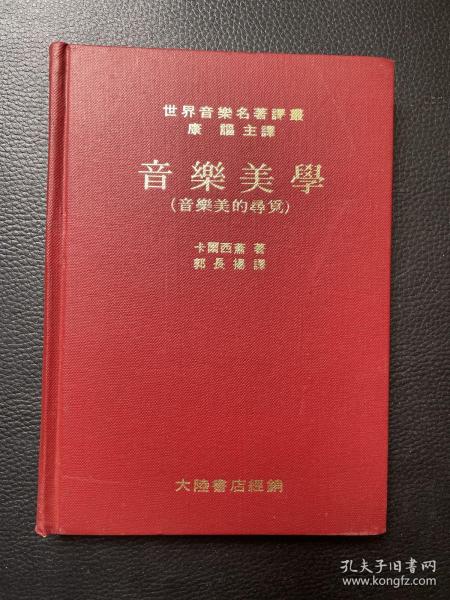 世界音樂名著譯叢
康謳主譯
音樂美學
(音樂美的尋覓)
卡爾西蕭 著
郭長揚 譯
大陸書店經銷
孔夫子旧书网
www.kongfz.com